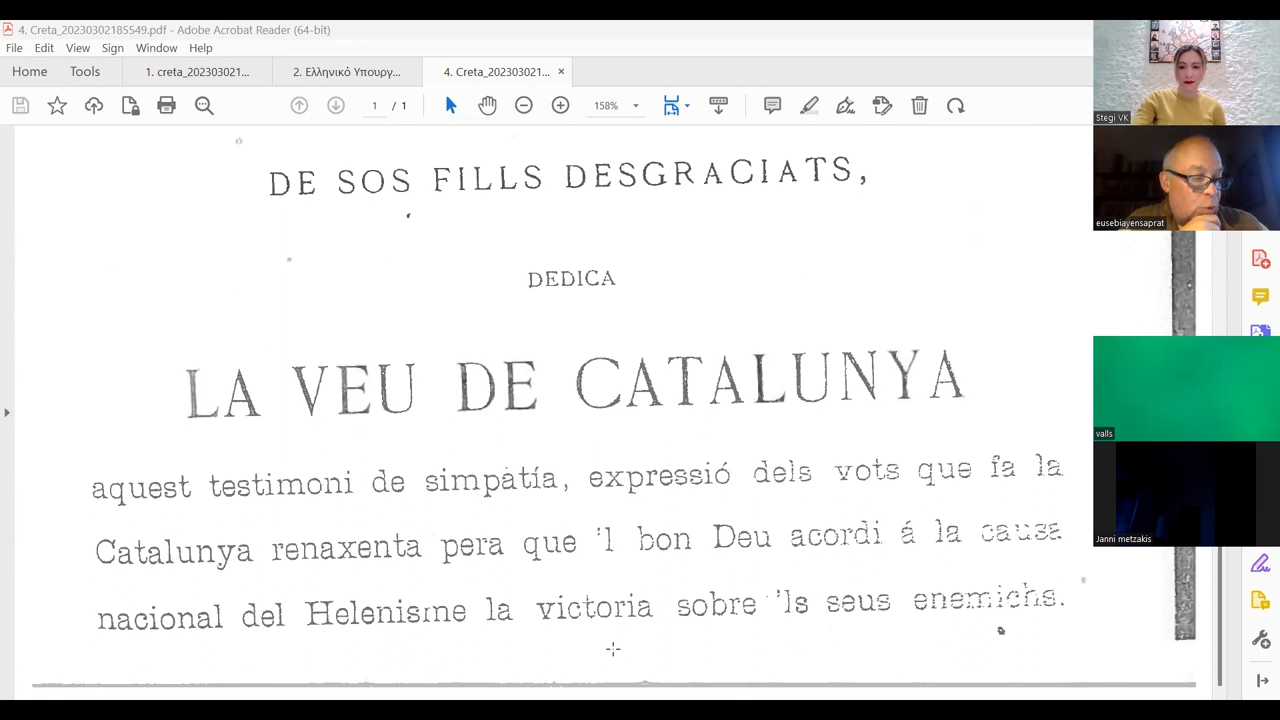 4. Creta_20230302185549.pdf - Adobe Acrobat Reader (64-bit)
File Edit View Sign Window Help
Home Tools 1. creta_202303021... 2. Ελληνικό Υπουργ... 4. Creta_20230321... ×
1 / 1 158%
DE SOS FILLS DESGRACIATS,
DEDICA
LA VEU DE CATALUNYA
aquest testimoni de simpatía, expressió dels vots que fa la
Catalunya renaxenta pera que 'l bon Deu acordi á la causa
nacional del Helenisme la victoria sobre 'ls seus enemichs.
Stegi VK
eusebiayensaprat
valls
Janni metzakis